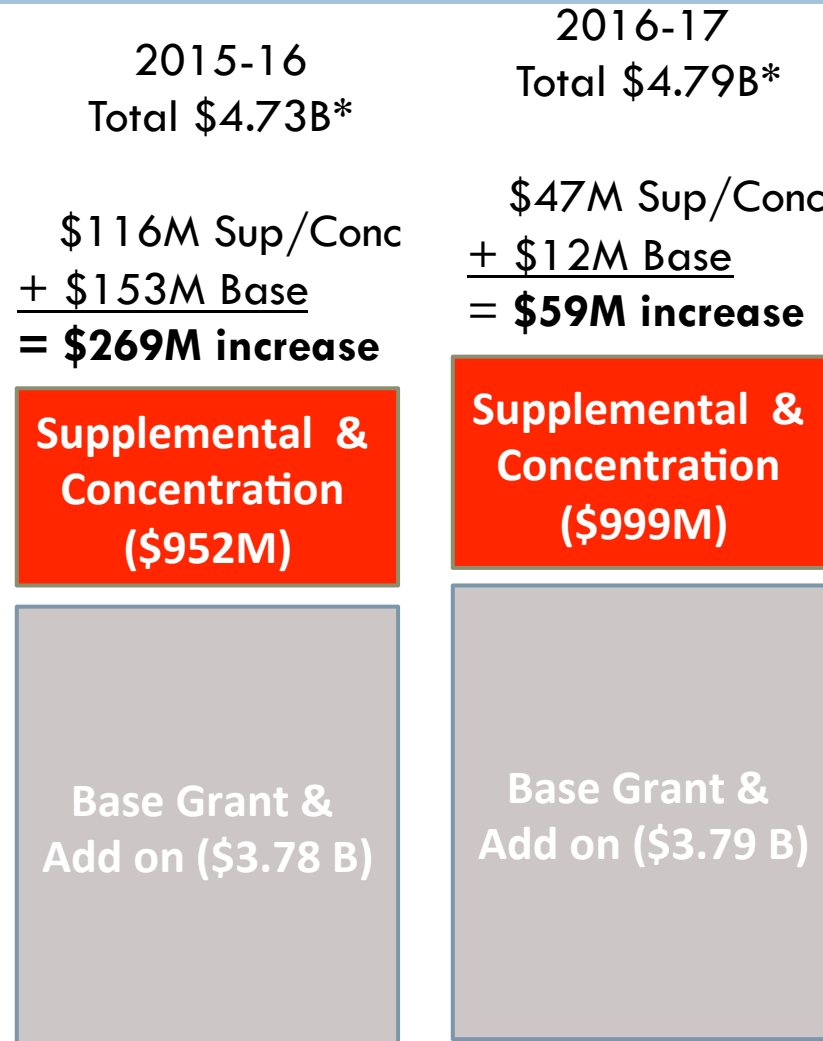 2015-16
Total $4.73B*
$116M Sup/Conc
+ $153M Base
= $269M increase
Supplemental &
Concentration
($952M)
Base Grant &
Add on ($3.78 B)
2016-17
Total $4.79B*
$47M Sup/Conc
+ $12M Base
= $59M increase
Supplemental &
Concentration
($999M)
Base Grant &
Add on ($3.79 B)